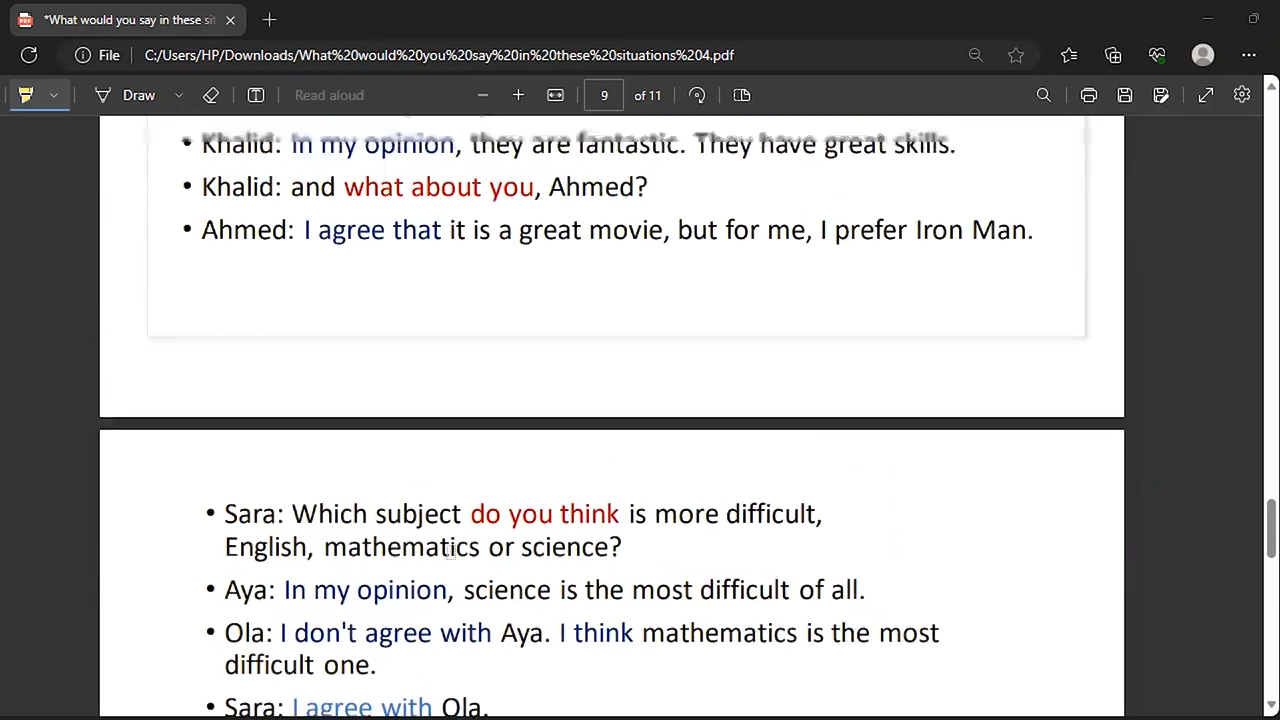 *What would you say in these sit
File
C:/Users/HP/Downloads/What%20would%20you%20say%20in%20these%20situations%204.pdf
Draw
Read aloud
9 of 11
• Khalid: In my opinion, they are fantastic. They have great skills.
• Khalid: and what about you, Ahmed?
• Ahmed: I agree that it is a great movie, but for me, I prefer Iron Man.
• Sara: Which subject do you think is more difficult,
English, mathematics or science?
• Aya: In my opinion, science is the most difficult of all.
• Ola: I don't agree with Aya. I think mathematics is the most
difficult one.
• Sara: I agree with Ola.